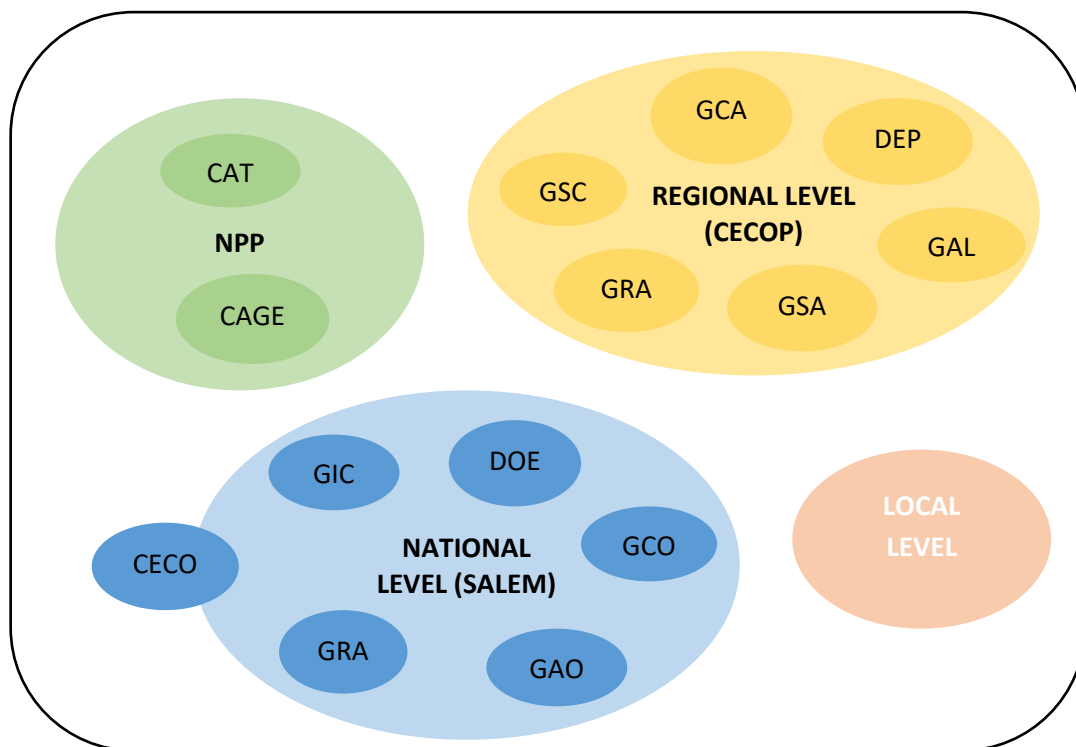 CAT
NPP
CAGE
GCA
DEP
GSC
REGIONAL LEVEL
(CECOP)
GAL
GRA
GSA
GIC
DOE
CECO
NATIONAL
LEVEL (SALEM)
GCO
GRA
GAO
LOCAL
LEVEL